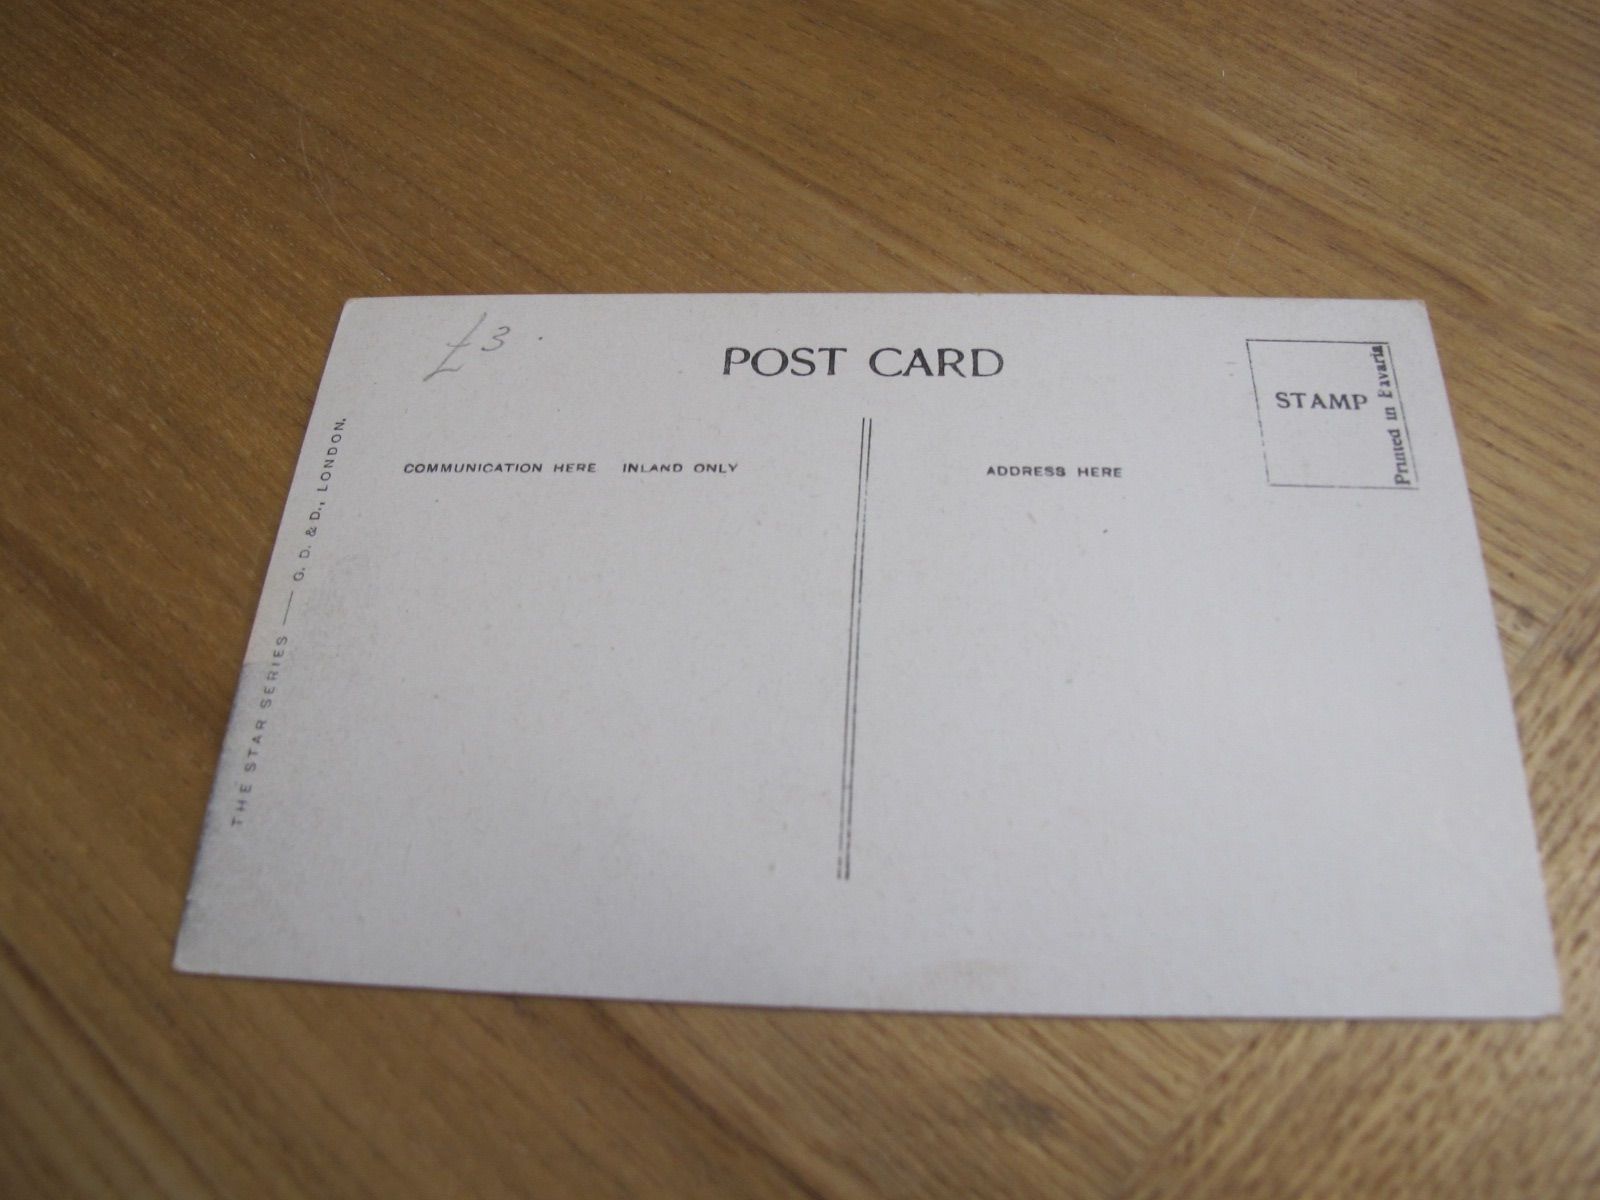 £3.
POST CARD
STAMP
Printed in Bavaria
COMMUNICATION HERE INLAND ONLY
ADDRESS HERE
THE STAR SERIES —— G. D. & D., LONDON.